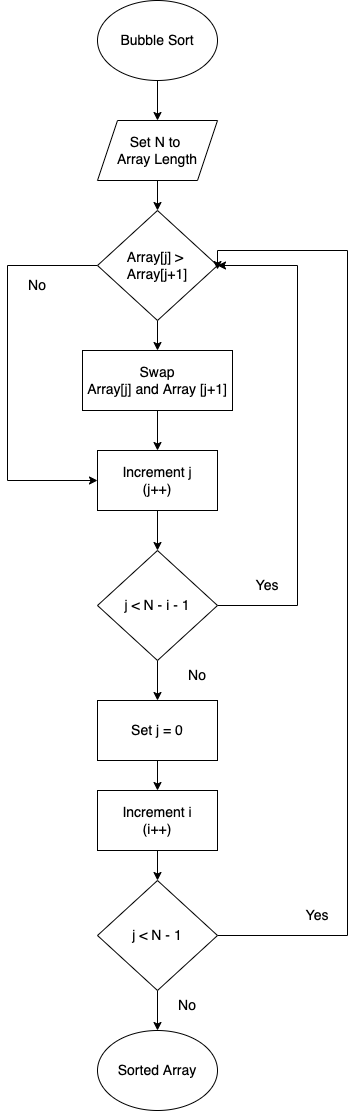 Bubble Sort
Set N to
Array Length
Array[j] >
Array[j+1]
No
Swap
Array[j] and Array [j+1]
Increment j
(j++)
j < N - i - 1
Yes
No
Set j = 0
Increment i
(i++)
j < N - 1
Yes
No
Sorted Array